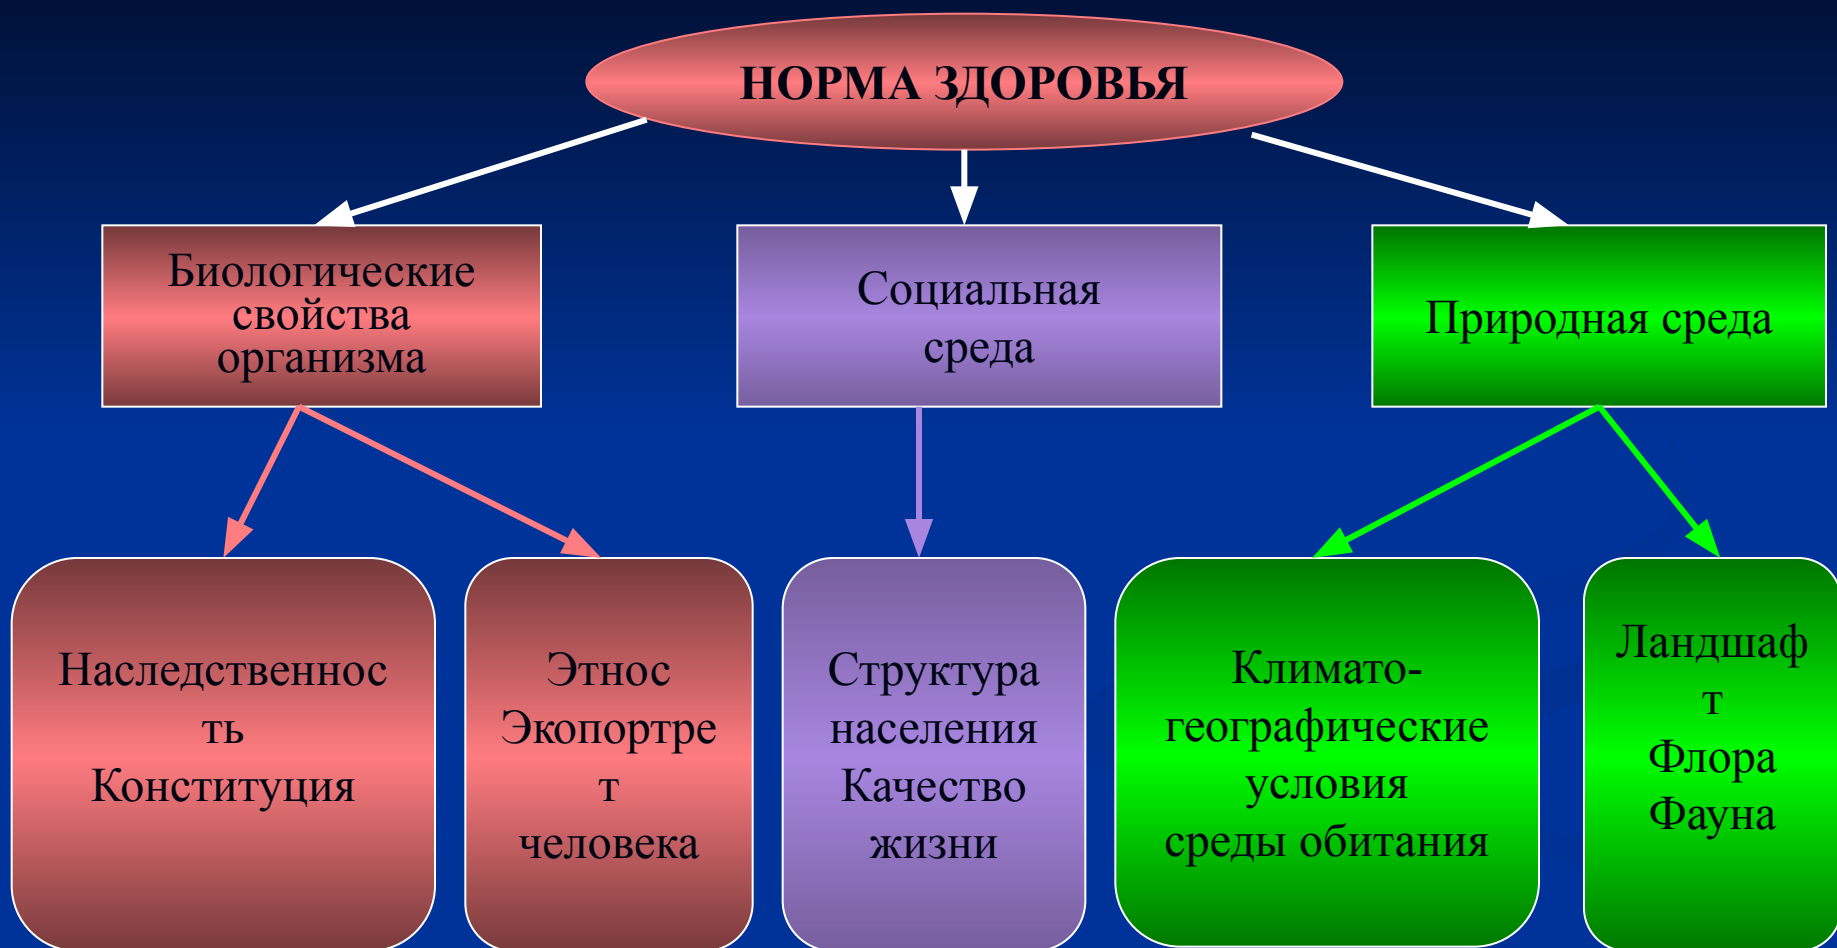 НОРМА ЗДОРОВЬЯ
Биологические
свойства
организма
Социальная
среда
Природная среда
Наследственнос
ть
Конституция
Этнос
Экопортре
т
человека
Структура
населения
Качество
жизни
Климато-
географические
условия
среды обитания
Ландшаф
т
Флора
Фауна